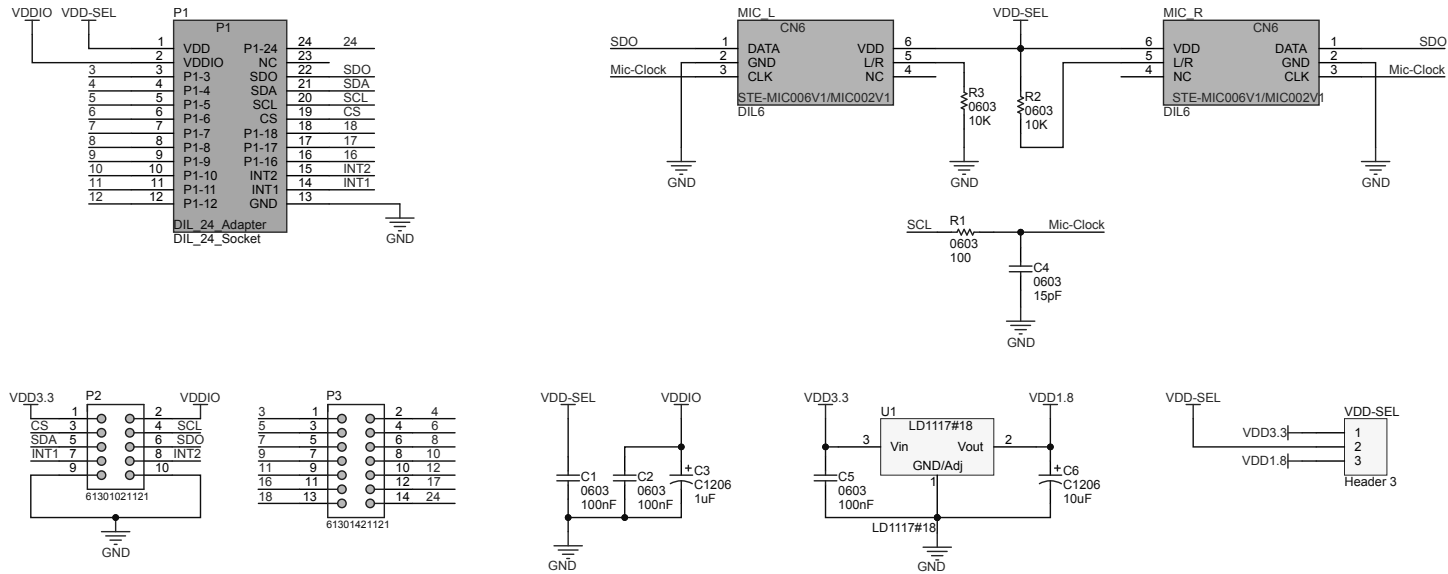 VDDIO VDD-SEL P1
P1
1 VDD P1-24 24 24
2 VDDIO NC 23
3 3 P1-3 SDO 22 SDO
4 4 P1-4 SDA 21 SDA
5 5 P1-5 SCL 20 SCL
6 6 P1-6 CS 19 CS
7 7 P1-7 P1-18 18 18
8 8 P1-8 P1-17 17 17
9 9 P1-9 P1-16 16 16
10 10 P1-10 INT2 15 INT2
11 11 P1-11 INT1 14 INT1
12 12 P1-12 GND 13
DIL_24_Adapter
DIL_24_Socket
GND
MIC_L
CN6
SDO 1 DATA VDD 6
2 GND L/R 5
Mic-Clock 3 CLK NC 4
STE-MIC006V1/MIC002V1
DIL6
GND
R3
0603
10K
GND
VDD-SEL
R2
0603
10K
MIC_R
CN6
6 VDD DATA 1 SDO
5 L/R GND 2
4 NC CLK 3 Mic-Clock
STE-MIC006V1/MIC002V1
DIL6
GND
SCL R1 Mic-Clock
0603
100
C4
0603
15pF
GND
VDD3.3 P2 VDDIO
1 2
CS 3 4 SCL
SDA 5 6 SDO
INT1 7 8 INT2
9 10
61301021121
GND
P3
3 1 2 4
5 3 4 6
7 5 6 8
9 7 8 10
11 9 10 12
16 11 12 17
18 13 14 24
61301421121
VDD-SEL VDDIO
C1
0603
100nF
C2
0603
100nF
+
C3
C1206
1uF
GND
VDD3.3 U1 VDD1.8
LD1117#18
3 Vin Vout 2
GND/Adj
1
C5
0603
100nF
+
C6
C1206
10uF
LD1117#18
GND
VDD-SEL VDD-SEL
VDD3.3 1
2
VDD1.8 3
Header 3